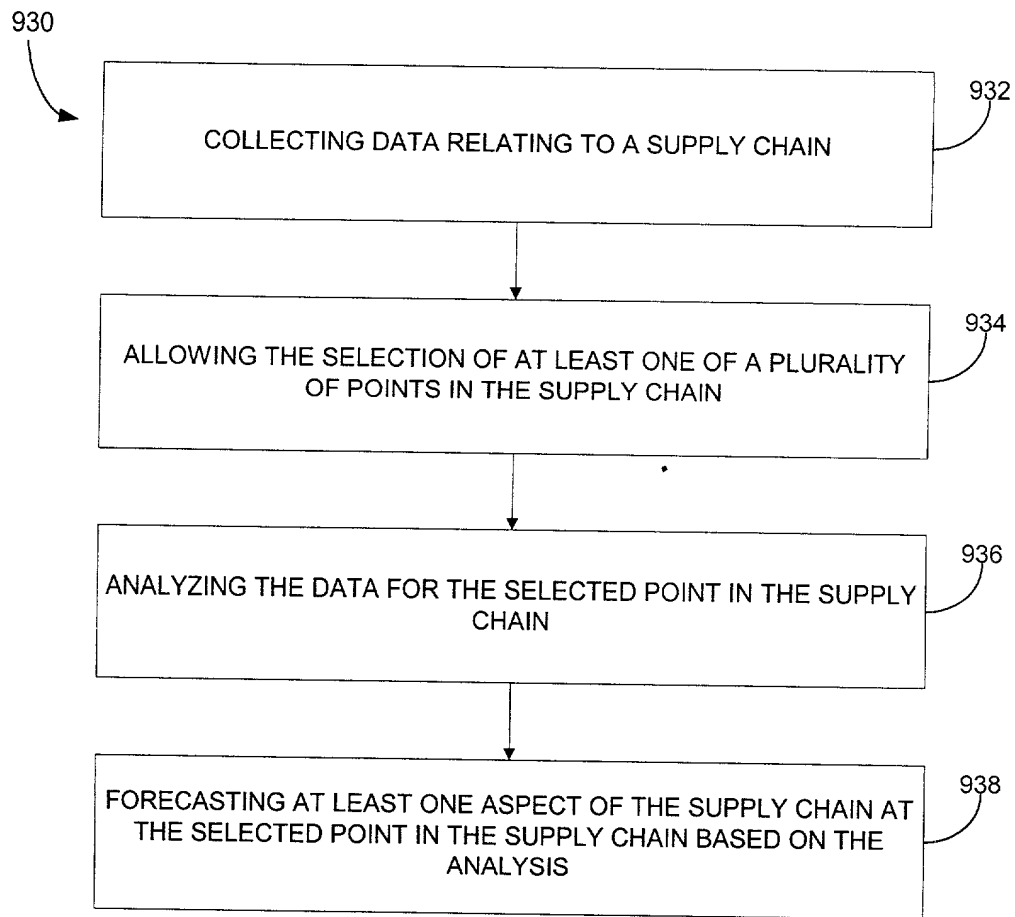 930
932
COLLECTING DATA RELATING TO A SUPPLY CHAIN
934
ALLOWING THE SELECTION OF AT LEAST ONE OF A PLURALITY
OF POINTS IN THE SUPPLY CHAIN
936
ANALYZING THE DATA FOR THE SELECTED POINT IN THE SUPPLY
CHAIN
938
FORECASTING AT LEAST ONE ASPECT OF THE SUPPLY CHAIN AT
THE SELECTED POINT IN THE SUPPLY CHAIN BASED ON THE
ANALYSIS